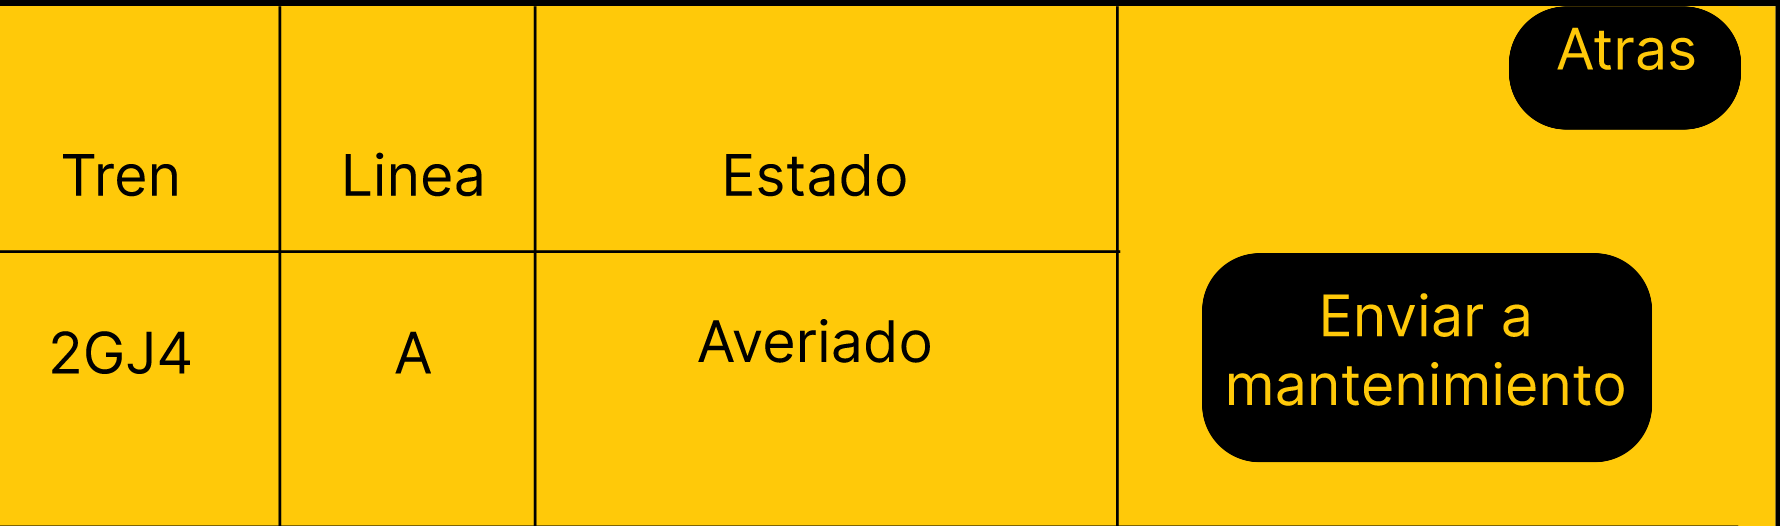 Atras
Tren Linea Estado
2GJ4 A Averiado
Enviar a
mantenimiento